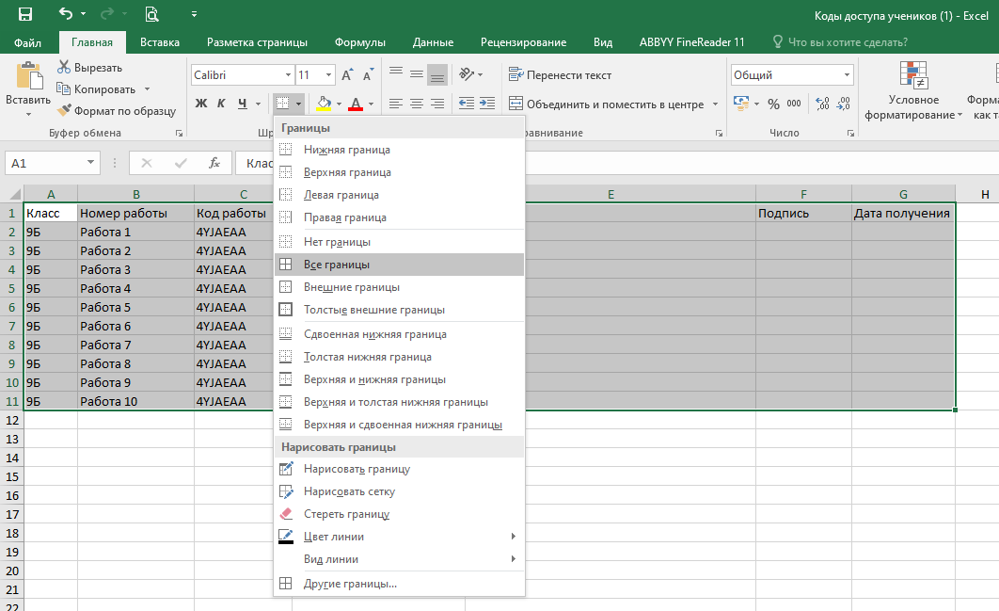 Коды доступа учеников (1) - Excel
Файл Главная Вставка Разметка страницы Формулы Данные Рецензирование Вид ABBYY FineReader 11 Что вы хотите сделать?
Вставить
Вырезать
Копировать
Формат по образцу
Буфер обмена
Calibri 11
Ж К Ч
Шр
Перенести текст
Объединить и поместить в центре
авнивание
Общий
% 000 ,00 ,00
Число
Условное
форматирование
Форма
как та
A1
fx
Клас
A B C E F G H
1 Класс Номер работы Код работы Подпись Дата получения
2 9Б Работа 1 4YJAEAA
3 9Б Работа 2 4YJAEAA
4 9Б Работа 3 4YJAEAA
5 9Б Работа 4 4YJAEAA
6 9Б Работа 5 4YJAEAA
7 9Б Работа 6 4YJAEAA
8 9Б Работа 7 4YJAEAA
9 9Б Работа 8 4YJAEAA
10 9Б Работа 9 4YJAEAA
11 9Б Работа 10 4YJAEAA
12
13
14
15
16
17
18
19
20
21
22
Границы
Нижняя граница
Верхняя граница
Левая граница
Правая граница
Нет границы
Все границы
Внешние границы
Толстые внешние границы
Сдвоенная нижняя граница
Толстая нижняя граница
Верхняя и нижняя границы
Верхняя и толстая нижняя границы
Верхняя и сдвоенная нижняя границы
Нарисовать границы
Нарисовать границу
Нарисовать сетку
Стереть границу
Цвет линии
Вид линии
Другие границы...